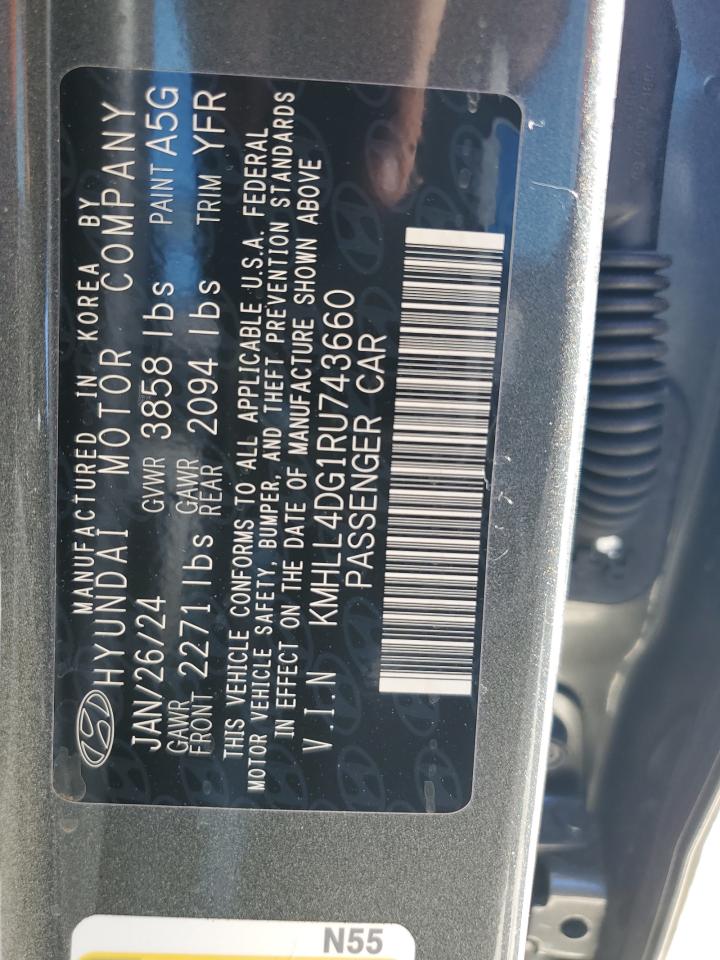 MANUFACTURED IN KOREA BY
HYUNDAI MOTOR COMPANY
JAN/26/24 GVWR 3858 lbs PAINT A5G
GAWR FRONT 2271 lbs GAWR REAR 2094 lbs TRIM YFR
THIS VEHICLE CONFORMS TO ALL APPLICABLE U.S.A. FEDERAL
MOTOR VEHICLE SAFETY, BUMPER, AND THEFT PREVENTION STANDARDS
IN EFFECT ON THE DATE OF MANUFACTURE SHOWN ABOVE
V.I.N KMHLL4DG1RU743660
PASSENGER CAR
N55